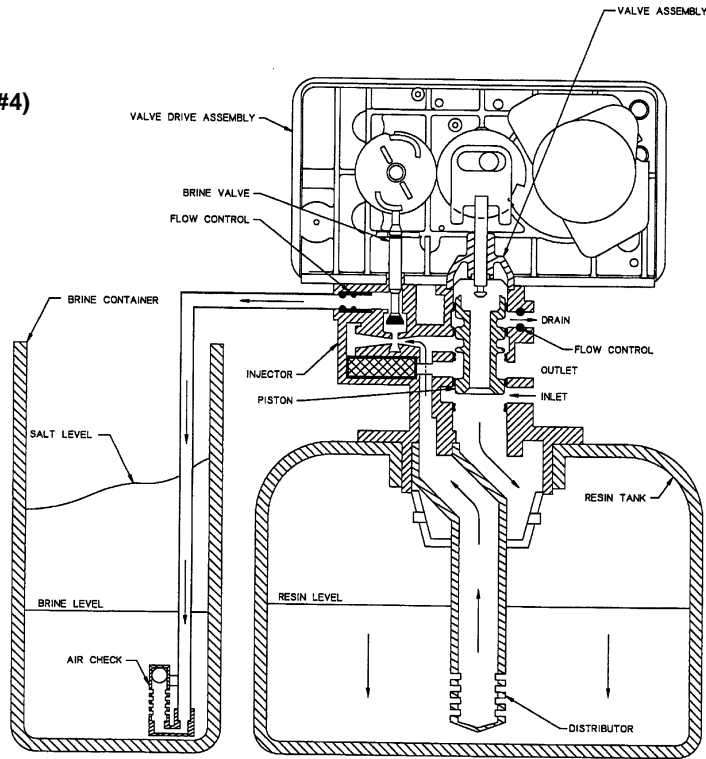 VALVE ASSEMBLY
#4)
VALVE DRIVE ASSEMBLY
BRINE VALVE
FLOW CONTROL
BRINE CONTAINER
DRAIN
FLOW CONTROL
INJECTOR
OUTLET
PISTON
INLET
SALT LEVEL
RESIN TANK
BRINE LEVEL
RESIN LEVEL
AIR CHECK
DISTRIBUTOR